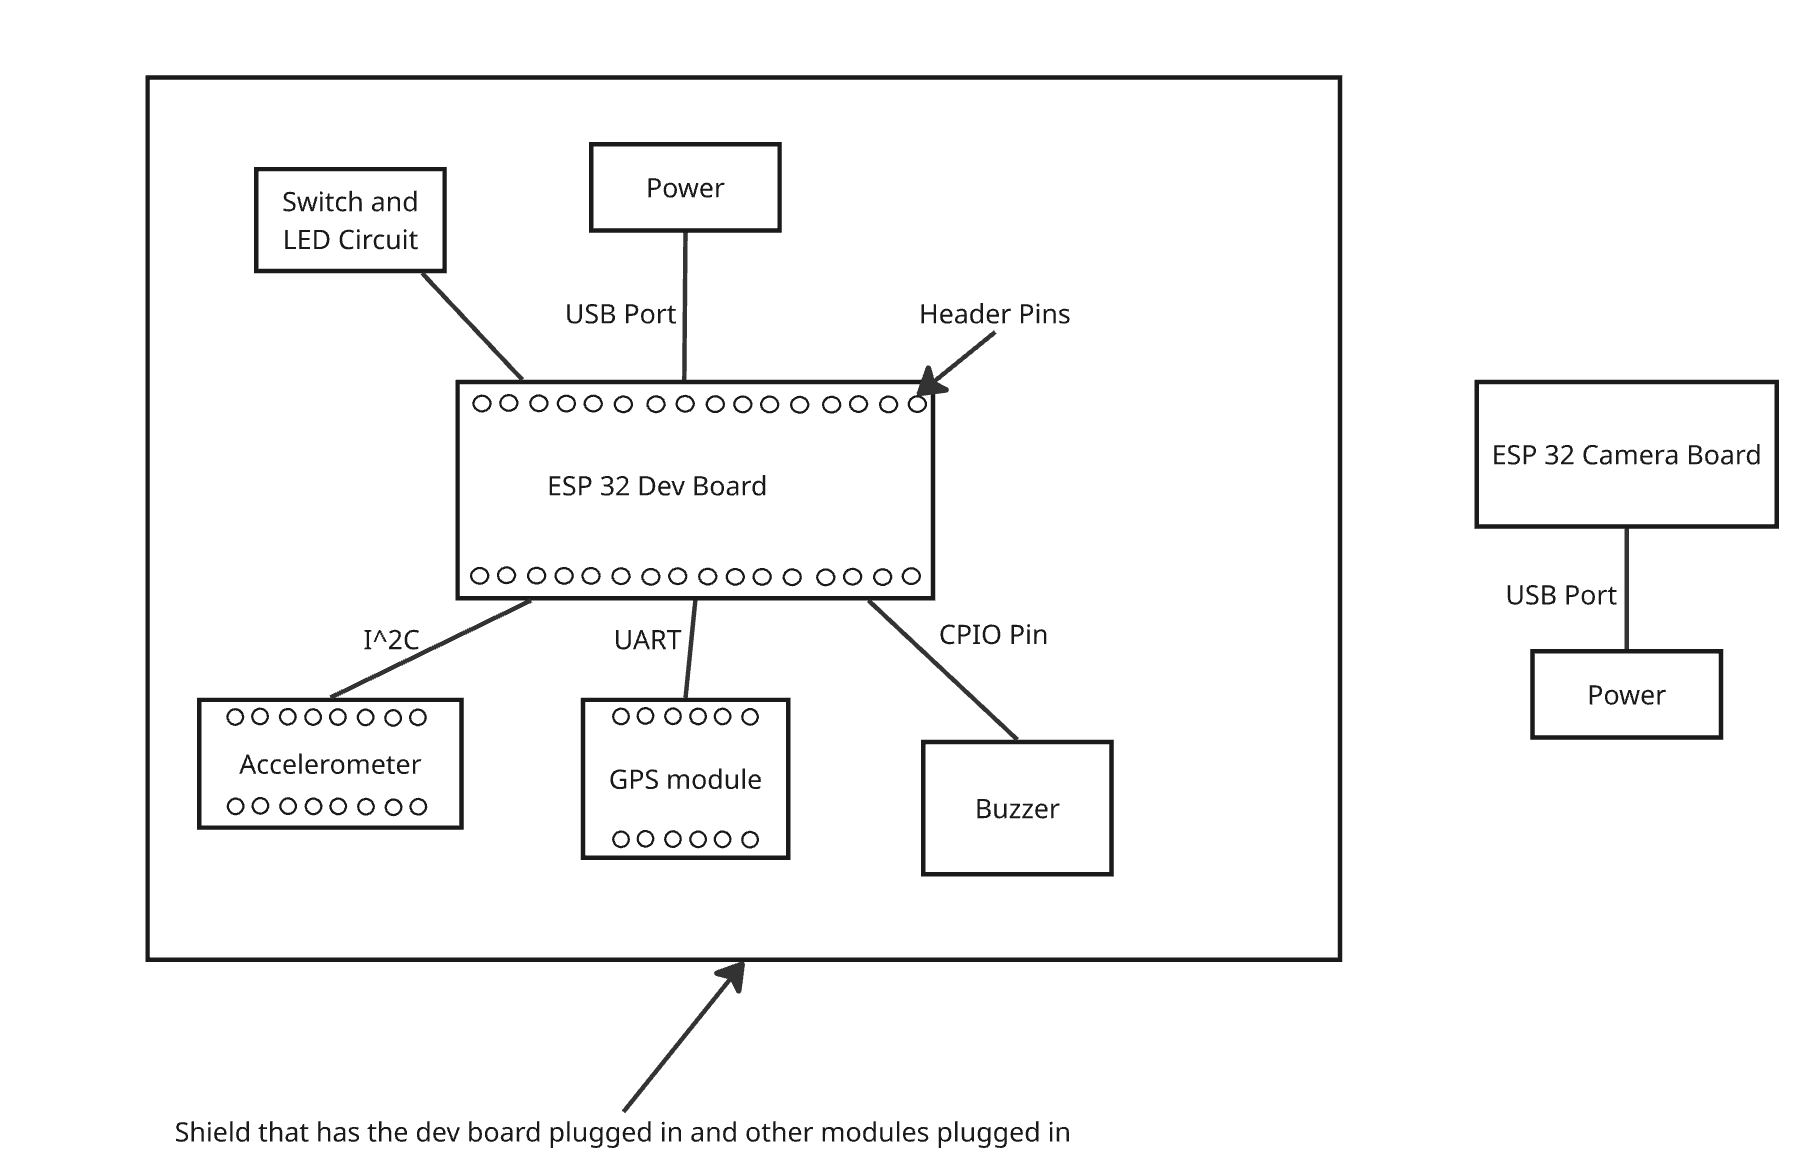 Switch and
LED Circuit
Power
USB Port
Header Pins
ESP 32 Dev Board
ESP 32 Camera Board
I^2C
UART
CPIO Pin
USB Port
Accelerometer
GPS module
Buzzer
Power
Shield that has the dev board plugged in and other modules plugged in